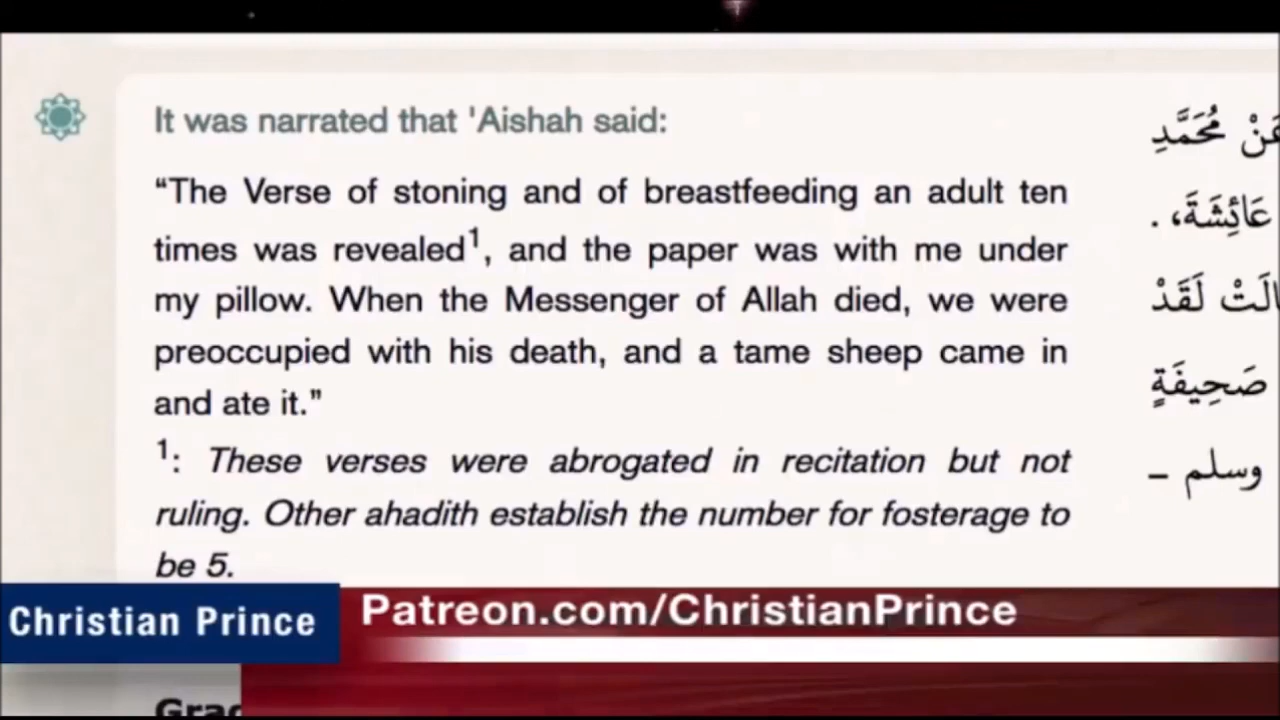 It was narrated that 'Aishah said:
“The Verse of stoning and of breastfeeding an adult ten
times was revealed¹, and the paper was with me under
my pillow. When the Messenger of Allah died, we were
preoccupied with his death, and a tame sheep came in
and ate it.”
¹: These verses were abrogated in recitation but not
ruling. Other ahadith establish the number for fosterage to
be 5.
عَنْ مُحَمَّدِ
عَائِشَةَ، .
الَتْ لَقَدْ
صَحِيفَةٍ
وسلم ـ
Christian Prince
Patreon.com/ChristianPrince